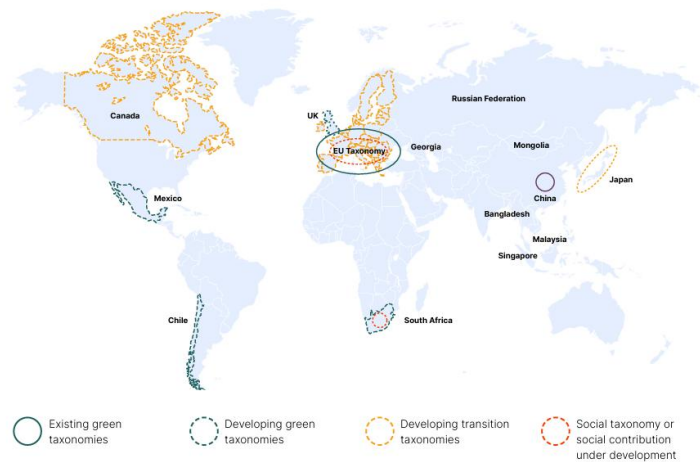 Russian Federation
Canada
UK
EU Taxonomy
Georgia
Mongolia
Japan
Mexico
China
Bangladesh
Malaysia
Singapore
Chile
South Africa
Existing green
taxonomies
Developing green
taxonomies
Developing transition
taxonomies
Social taxonomy or
social contribution
under development